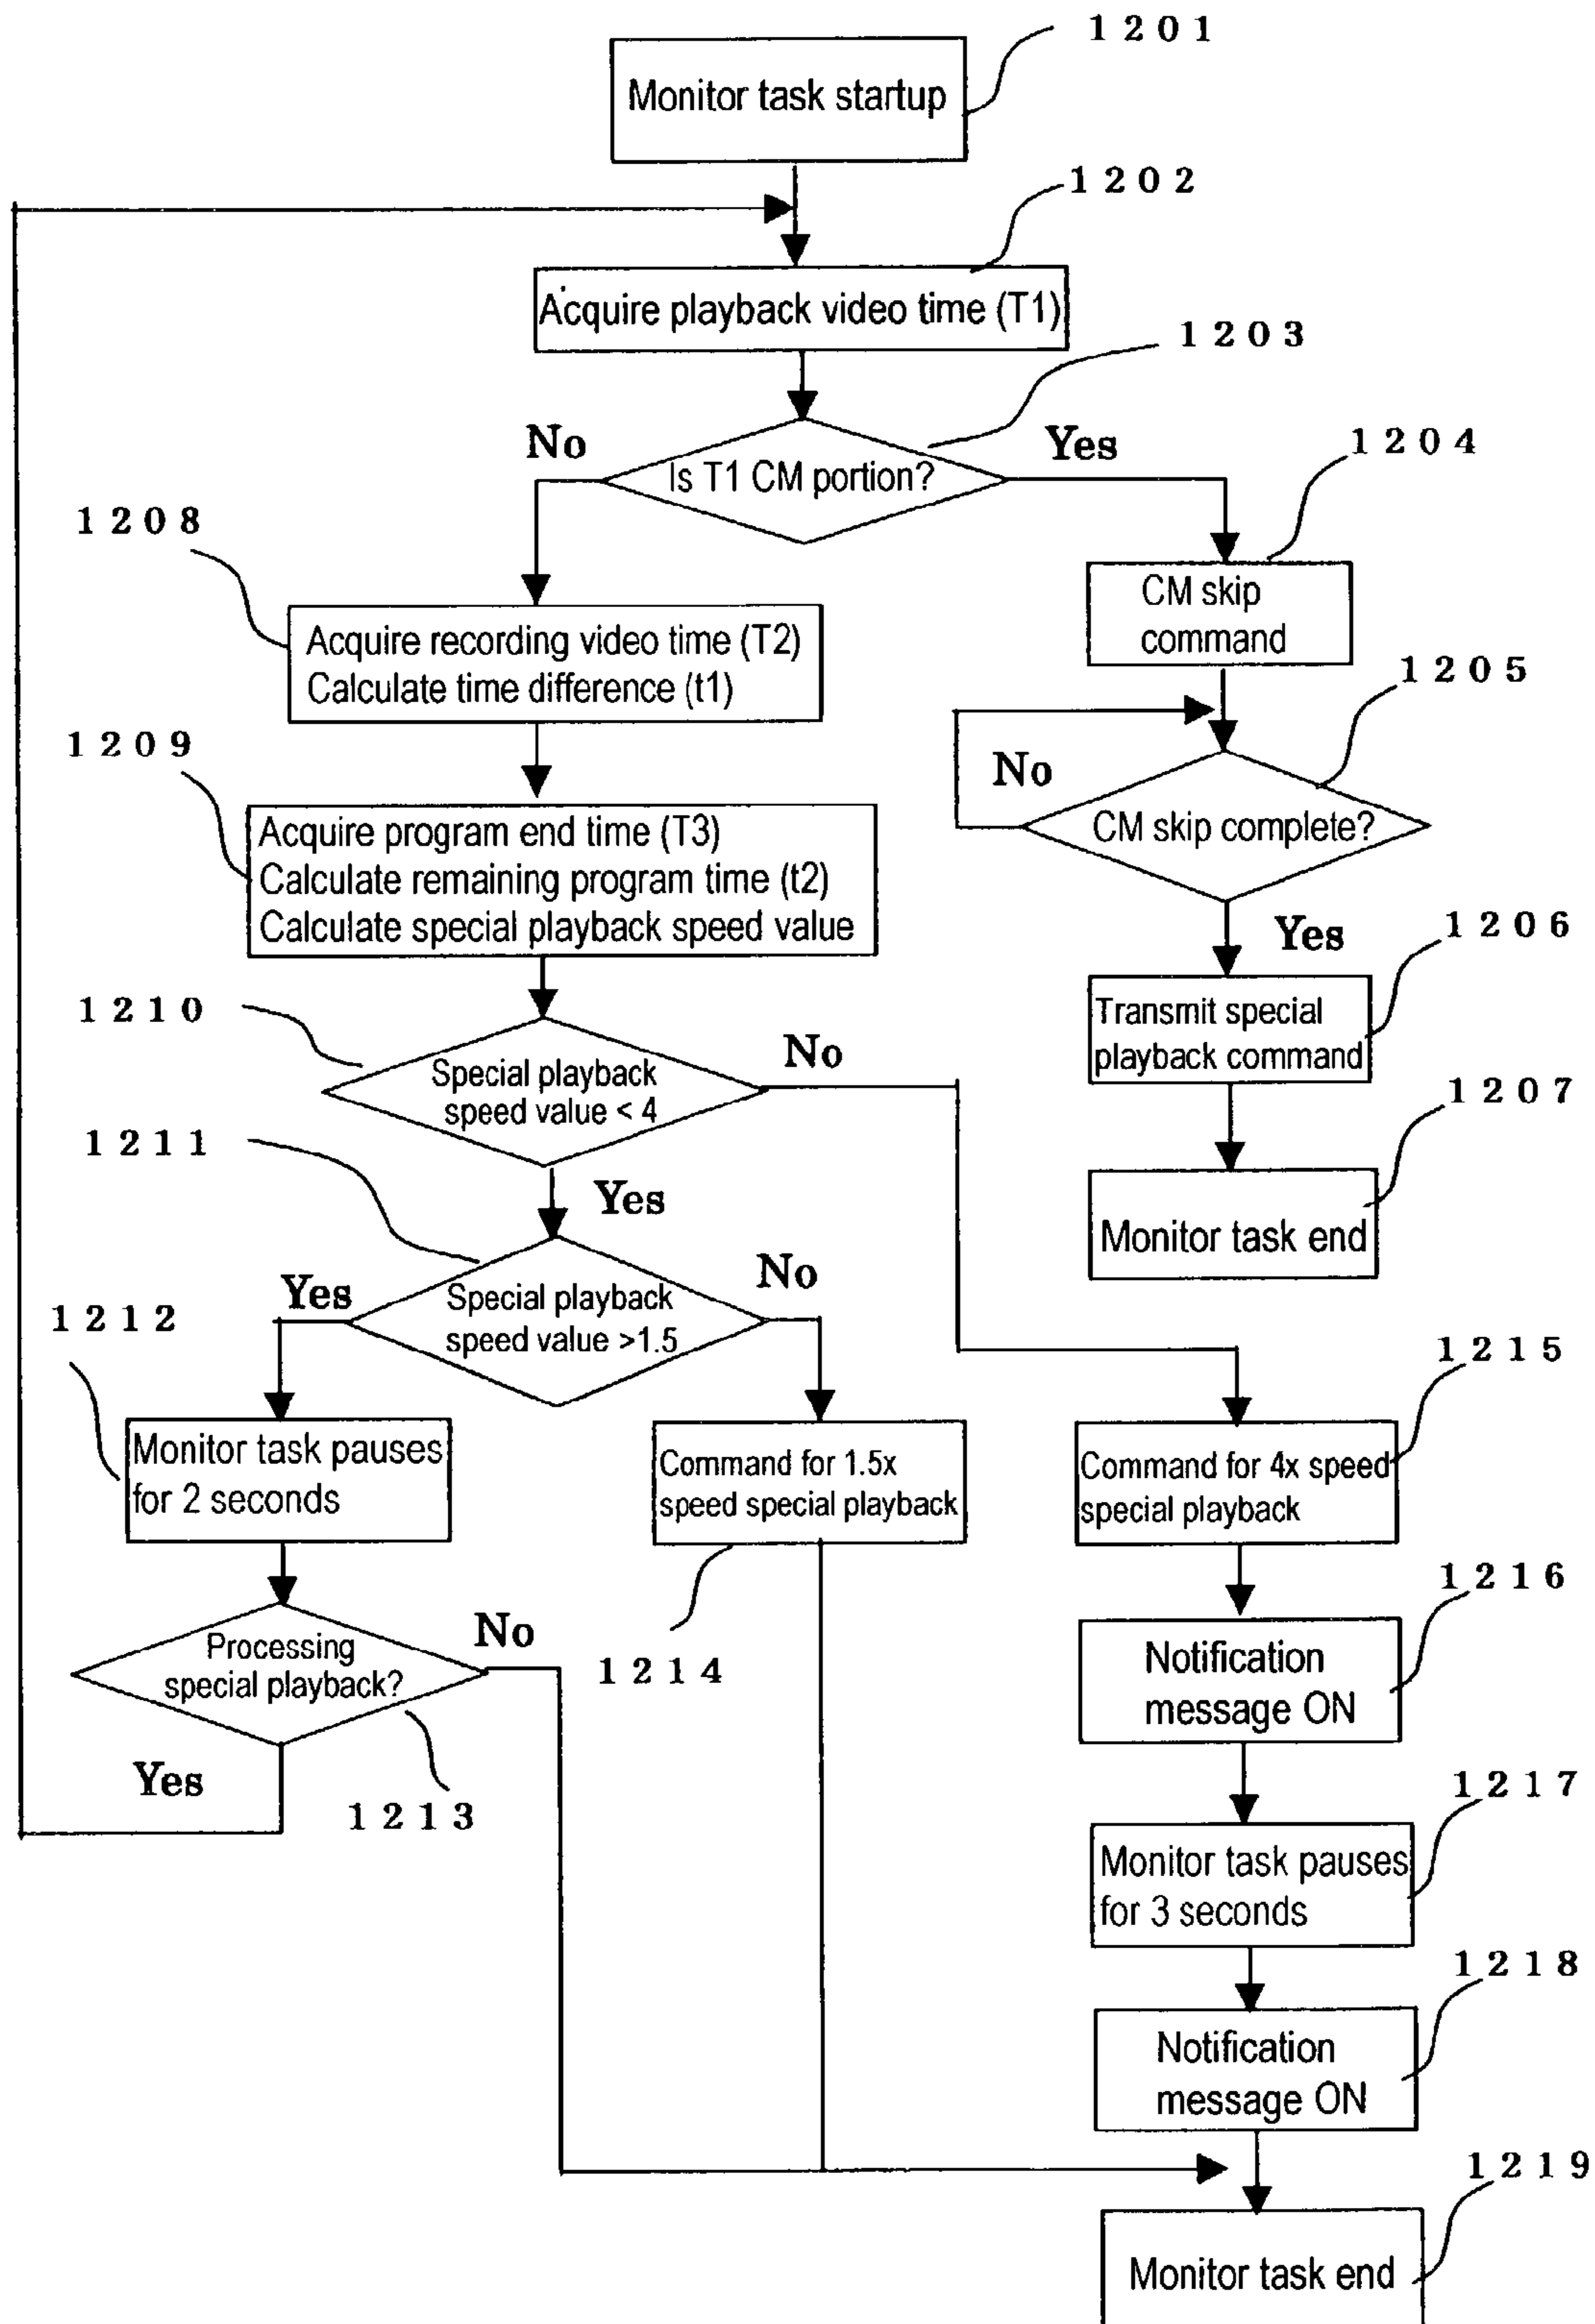 1201
Monitor task startup
1202
Acquire playback video time (T1)
1203
No
Yes
Is T1 CM portion?
1204
1208
CM skip
command
Acquire recording video time (T2)
Calculate time difference (t1)
1205
1209
No
CM skip complete?
Acquire program end time (T3)
Calculate remaining program time (t2)
Calculate special playback speed value
Yes
1206
Transmit special
playback command
1210
No
Special playback
speed value < 4
1207
Monitor task end
1211
Yes
No
Yes
Special playback
speed value >1.5
1212
1215
Monitor task pauses
for 2 seconds
Command for 1.5x
speed special playback
Command for 4x speed
special playback
1216
No
Processing
special playback?
1214
Notification
message ON
Yes
1213
1217
Monitor task pauses
for 3 seconds
1218
Notification
message ON
1219
Monitor task end